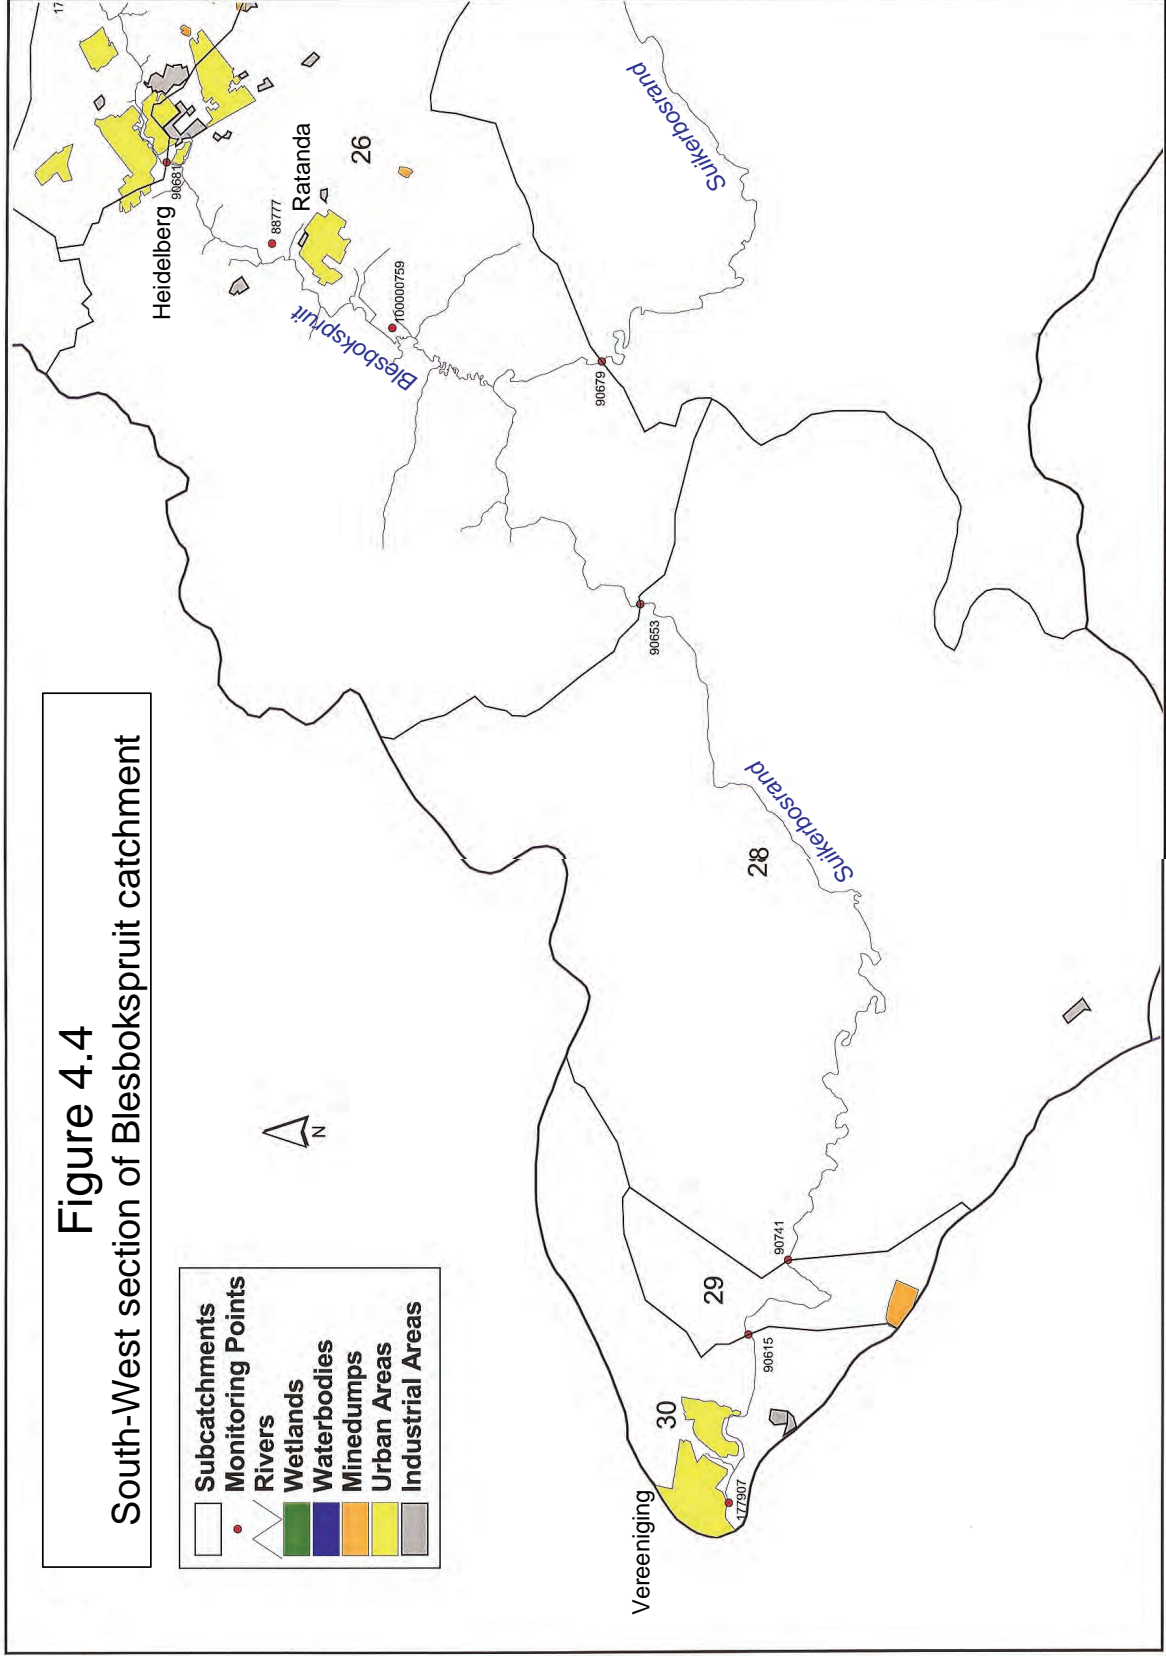 Figure 4.4
South-West section of Blesbokspruit catchment
Subcatchments
Monitoring Points
Rivers
Wetlands
Waterbodies
Minedumps
Urban Areas
Industrial Areas
N
17
Heidelberg
90681
88777
Ratanda
26
Blesbokspruit
100000759
Suikerbosrand
90679
90653
Suikerbosrand
28
90741
29
90615
30
Vereeniging
177907